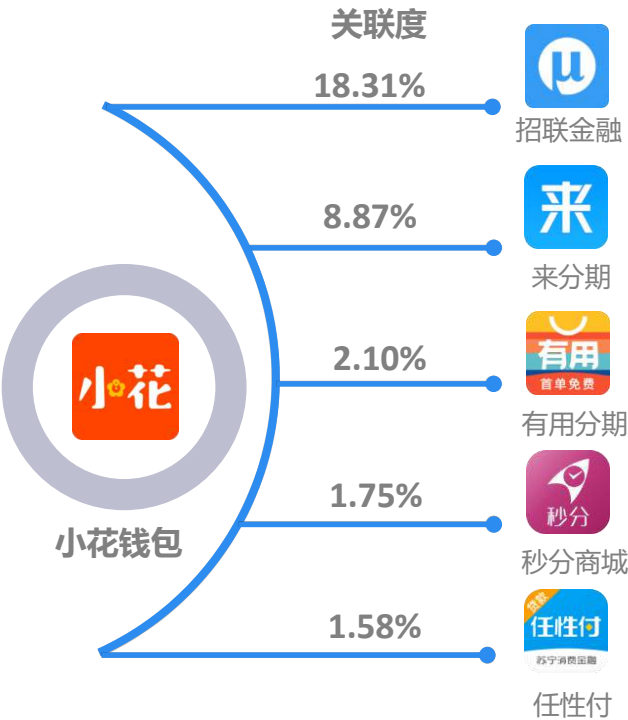 关联度
18.31%
μ
招联金融
8.87%
来
来分期
2.10%
有用
首单免费
有用分期
小花
小花钱包
1.75%
秒分
秒分商城
1.58%
贷款
任性付
苏宁消费金融
任性付